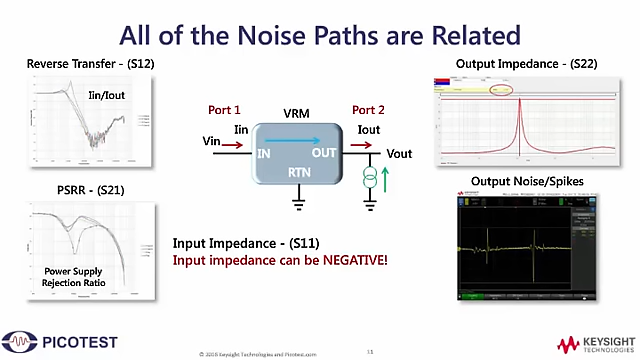 All of the Noise Paths are Related
Reverse Transfer - (S12)
Iin/Iout
PSRR - (S21)
Power Supply
Rejection Ratio
Port 1
VRM
Port 2
Iin
Iout
Vin
Vout
IN
OUT
RTN
Input Impedance - (S11)
Input impedance can be NEGATIVE!
Output Impedance - (S22)
Output Noise/Spikes
PICOTEST
© 2018 Keysight Technologies and Picotest.com
KEYSIGHT
TECHNOLOGIES